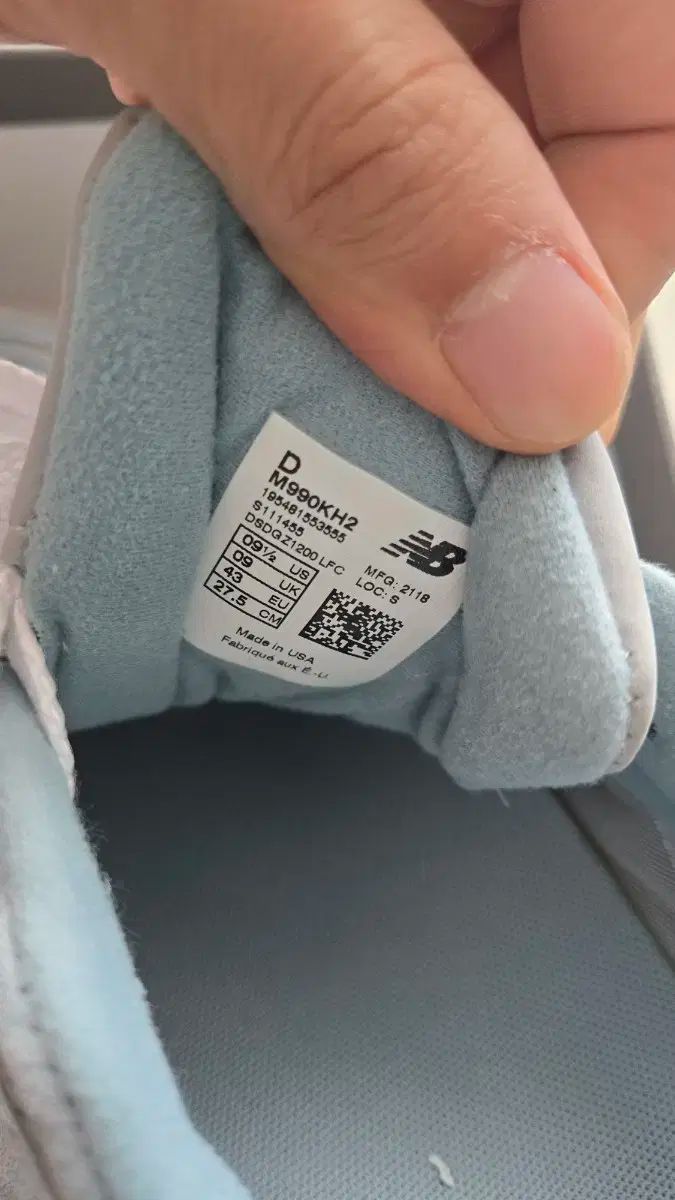 D
M990KH2
195481553555
S111455
DSDGZ1200 LFC
MFG: 2118
LOC: S
NB
09½ US
09 UK
43 EU
27.5 CM
Made in USA
Fabriqué aux É.-U.